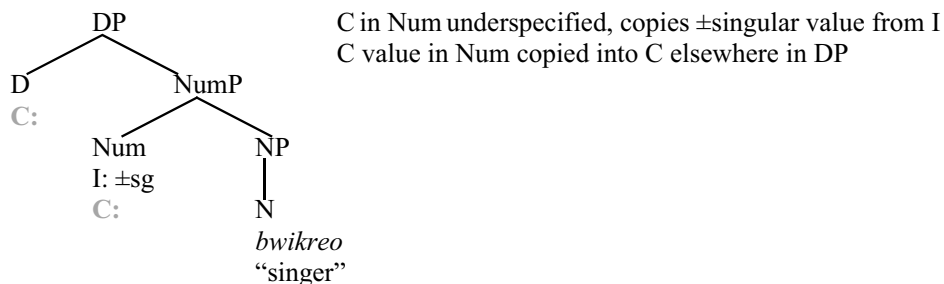 DP
C in Num underspecified, copies ±singular value from I
C value in Num copied into C elsewhere in DP
D
NumP
C:
Num
NP
I: ±sg
C:
N
bwikreo
“singer”